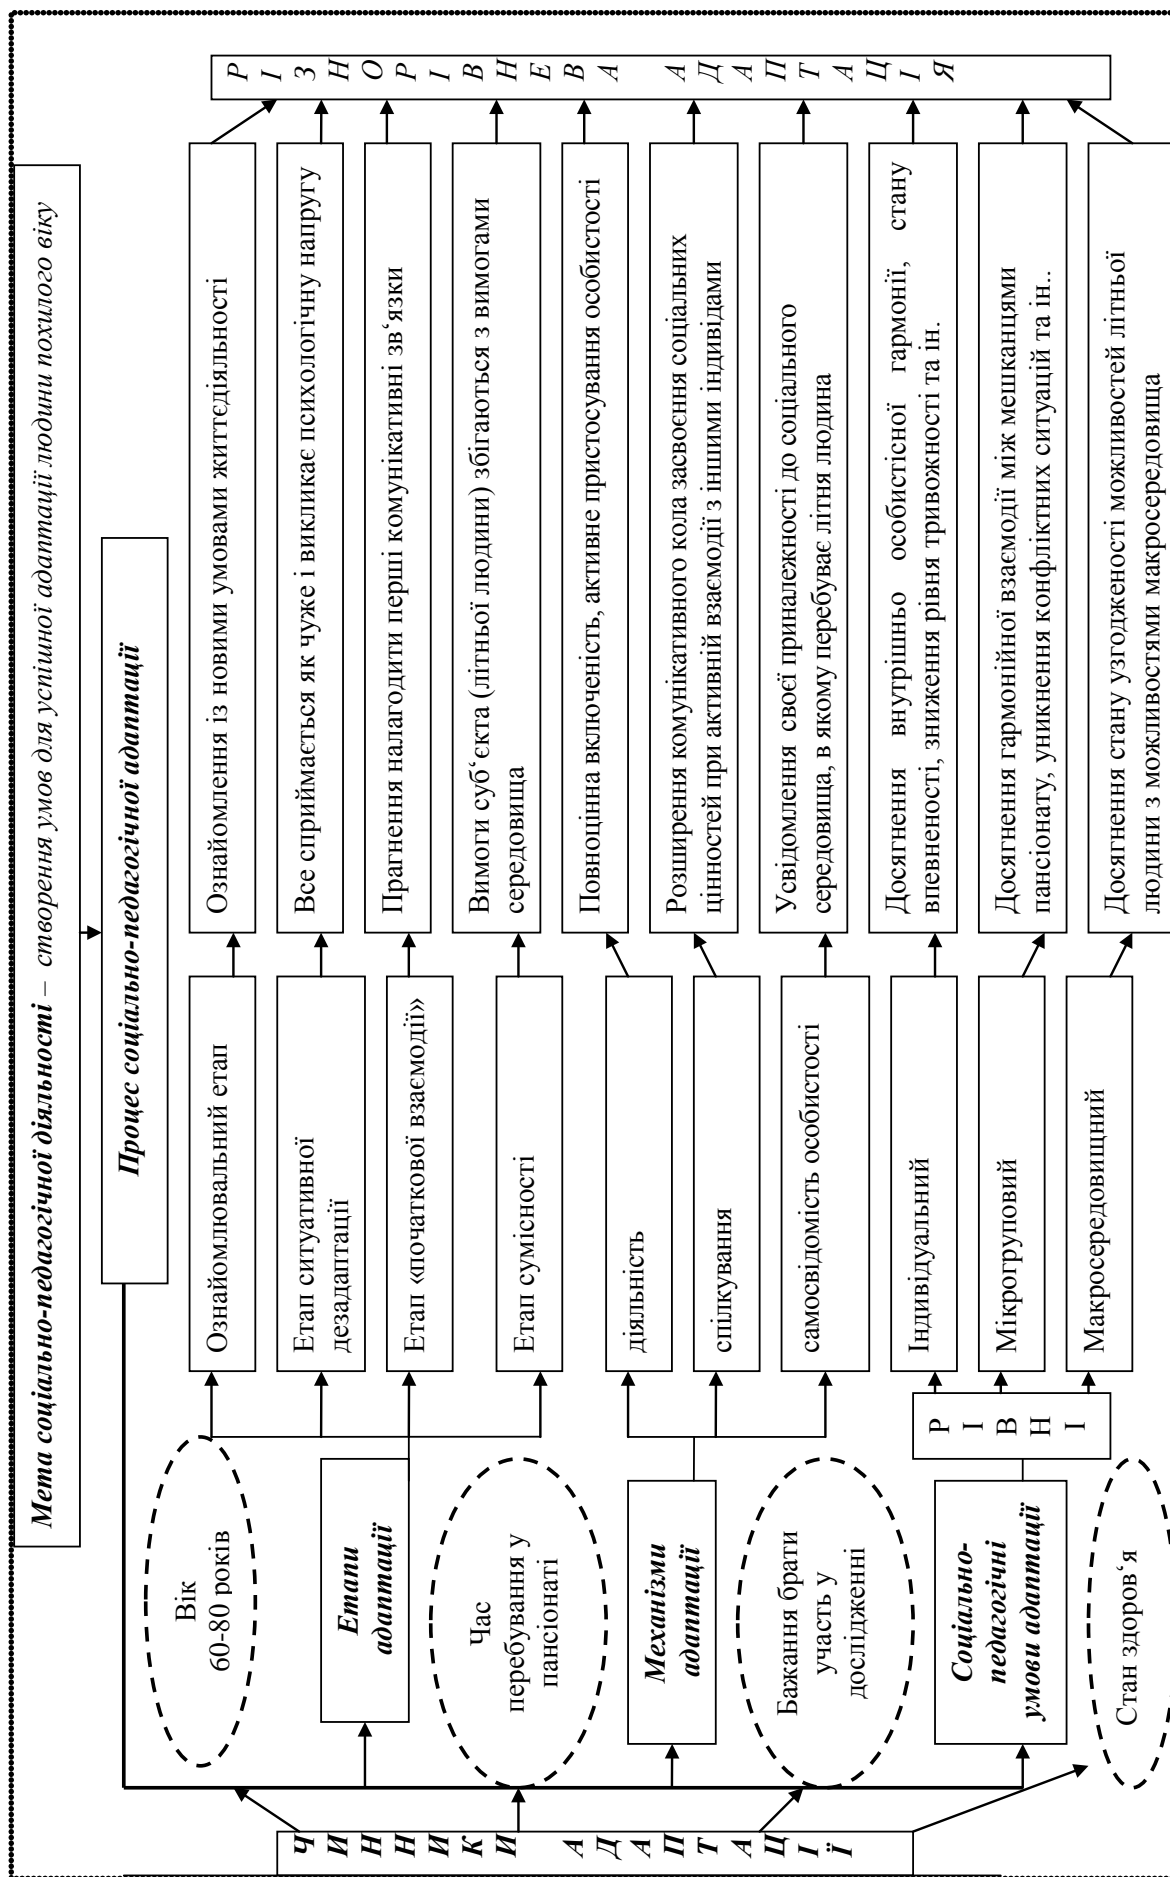 Мета соціально-педагогічної діяльності – створення умов для успішної адаптації людини похилого віку
Процес соціально-педагогічної адаптації
ЧИННИКИ АДАПТАЦІЇ
Вік
60-80 років
Етапи
адаптації
Час
перебування у
пансіонаті
Механізми
адаптації
Бажання брати
участь у
дослідженні
Соціально-
педагогічні
умови адаптації
Стан здоров‘я
РІВНІ
Ознайомлювальний етап
Етап ситуативної
дезадаптації
Етап «початкової взаємодії»
Етап сумісності
діяльність
спілкування
самосвідомість особистості
Індивідуальний
Мікрогруповий
Макросередовищний
Ознайомлення із новими умовами життєдіяльності
Все сприймається як чуже і викликає психологічну напругу
Прагнення налагодити перші комунікативні зв‘язки
Вимоги суб‘єкта (літньої людини) збігаються з вимогами
середовища
Повноцінна включеність, активне пристосування особистості
Розширення комунікативного кола засвоєння соціальних
цінностей при активній взаємодії з іншими індивідами
Усвідомлення своєї приналежності до соціального
середовища, в якому перебуває літня людина
Досягнення внутрішньо особистісної гармонії, стану
впевненості, зниження рівня тривожності та ін.
Досягнення гармонійної взаємодії між мешканцями
пансіонату, уникнення конфліктних ситуацій та ін..
Досягнення стану узгодженості можливостей літньої
людини з можливостями макросередовища
РІЗНОРІВНЕВА АДАПТАЦІЯ